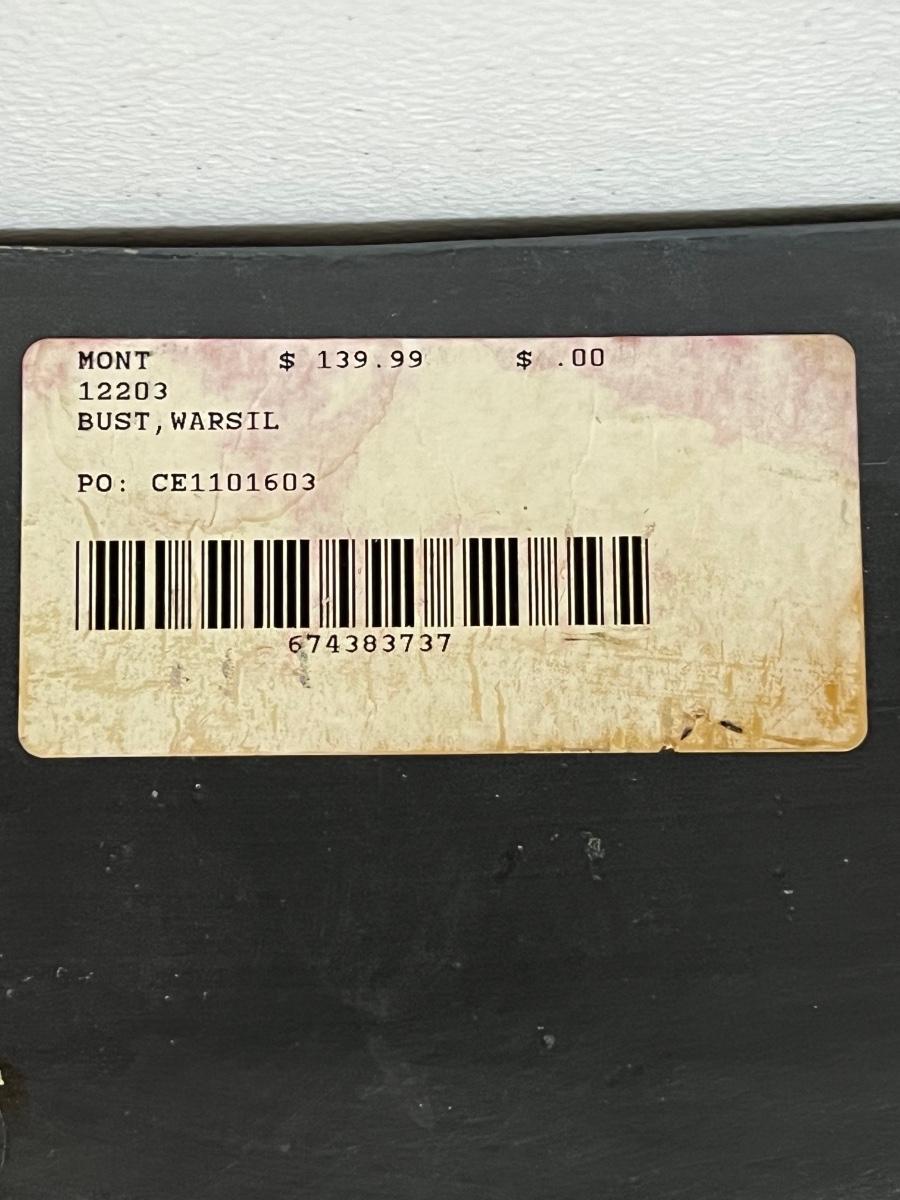 MONT $ 139.99 $ .00
12203
BUST,WARSIL
PO: CE1101603
674383737